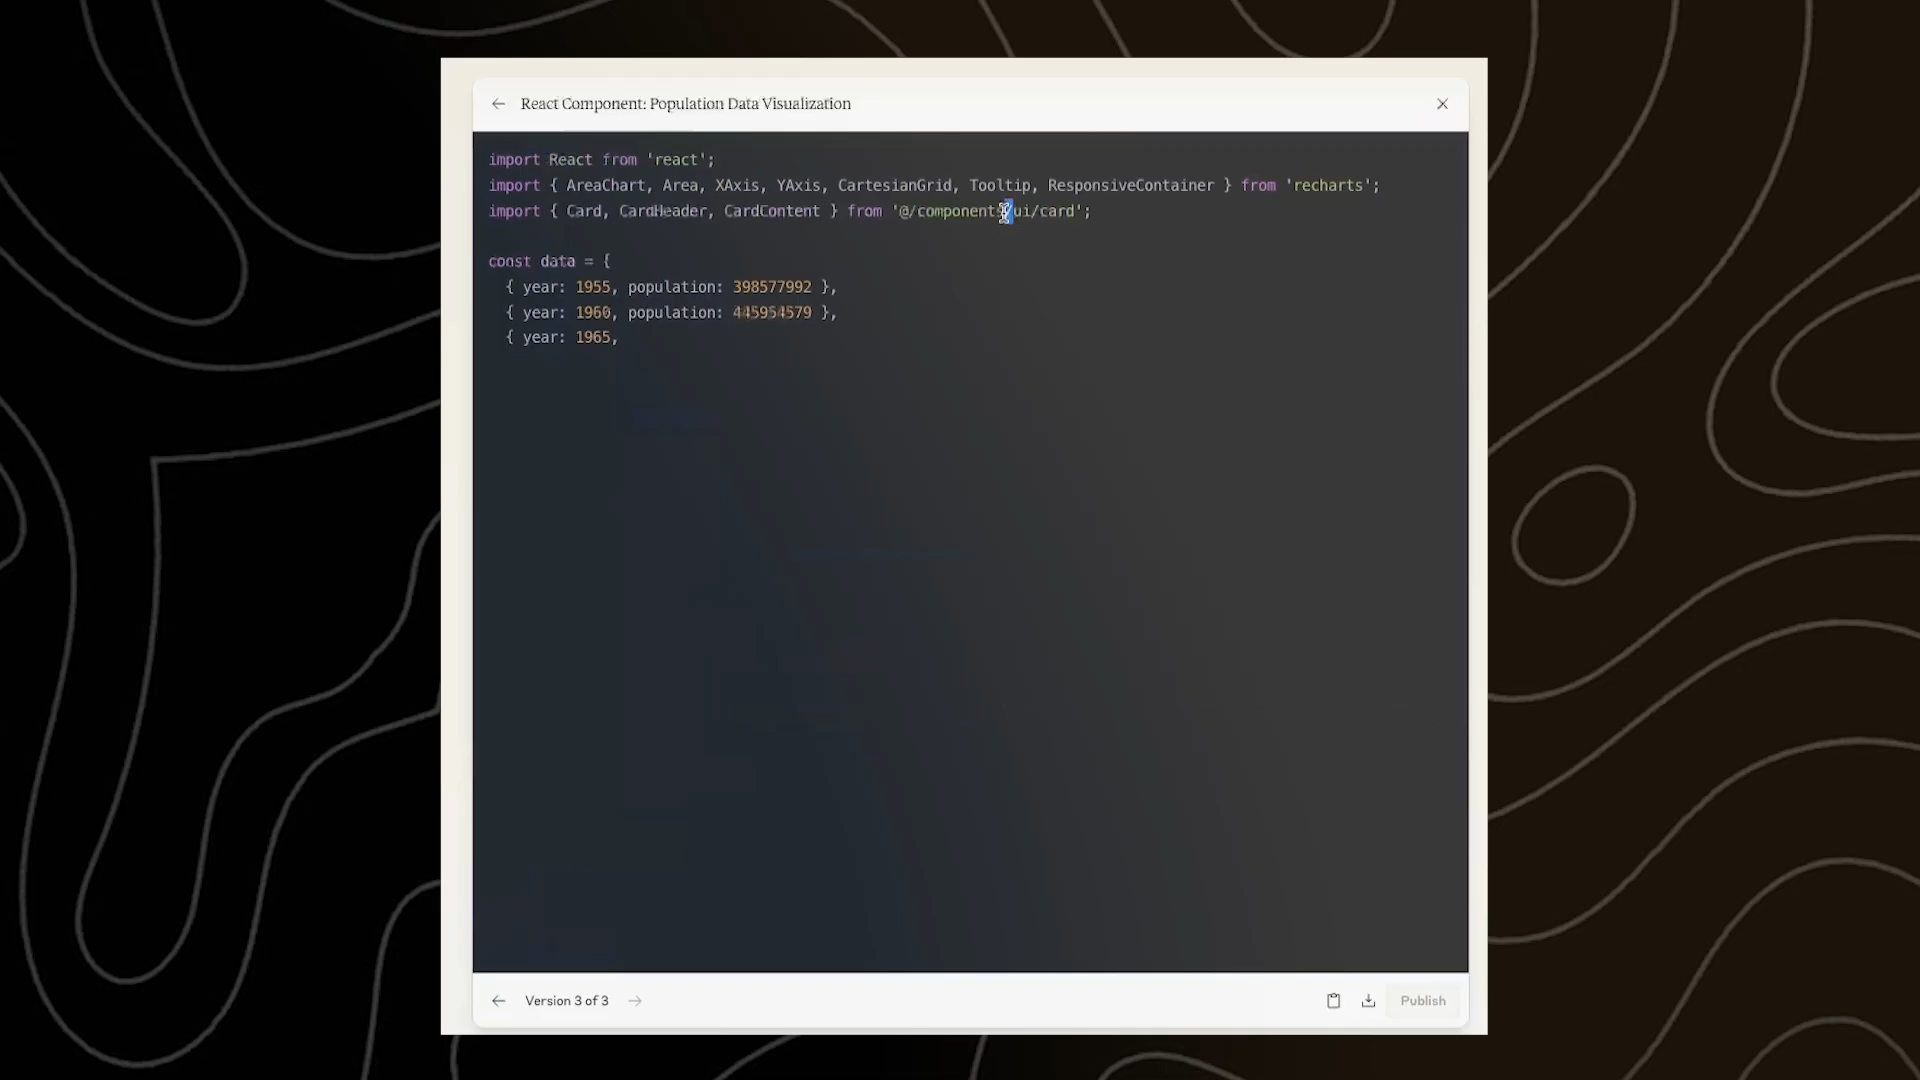 React Component: Population Data Visualization
import React from 'react';
import { AreaChart, Area, XAxis, YAxis, CartesianGrid, Tooltip, ResponsiveContainer } from 'recharts';
import { Card, CardHeader, CardContent } from '@/components/ui/card';
const data = [
{ year: 1955, population: 398577992 },
{ year: 1960, population: 445954579 },
{ year: 1965,
Version 3 of 3
Publish